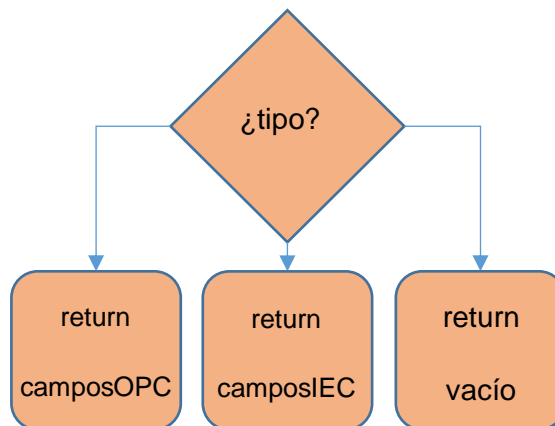 ¿tipo?
return
camposOPC
return
camposIEC
return
vacío